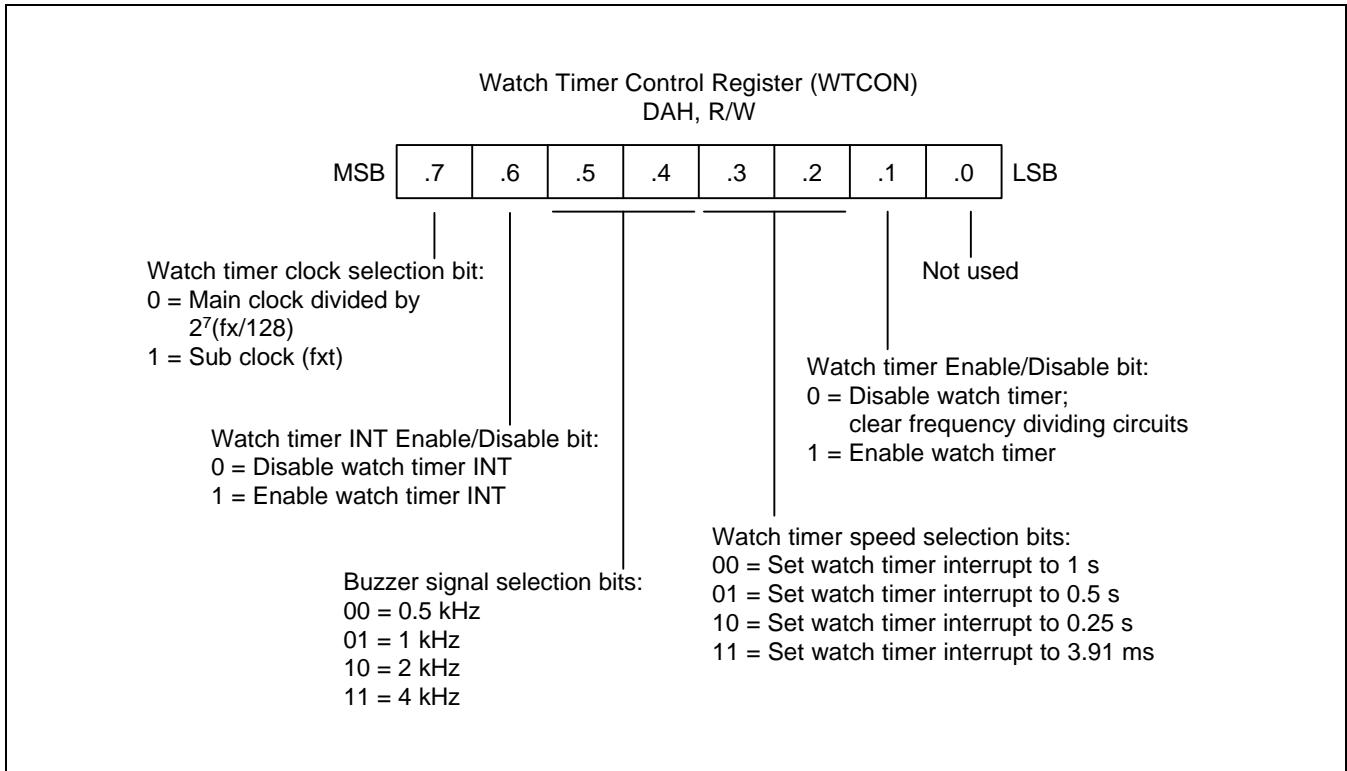 Watch Timer Control Register (WTCON)
DAH, R/W
MSB .7 .6 .5 .4 .3 .2 .1 .0 LSB
Watch timer clock selection bit:
0 = Main clock divided by
2⁷(fx/128)
1 = Sub clock (fxt)
Not used
Watch timer Enable/Disable bit:
0 = Disable watch timer;
clear frequency dividing circuits
1 = Enable watch timer
Watch timer INT Enable/Disable bit:
0 = Disable watch timer INT
1 = Enable watch timer INT
Watch timer speed selection bits:
00 = Set watch timer interrupt to 1 s
01 = Set watch timer interrupt to 0.5 s
10 = Set watch timer interrupt to 0.25 s
11 = Set watch timer interrupt to 3.91 ms
Buzzer signal selection bits:
00 = 0.5 kHz
01 = 1 kHz
10 = 2 kHz
11 = 4 kHz